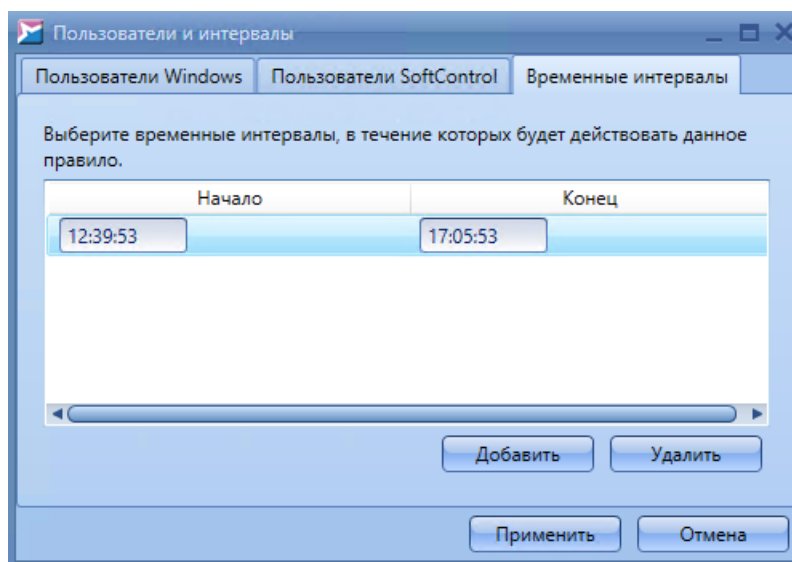 Пользователи и интервалы
Пользователи Windows Пользователи SoftControl Временные интервалы
Выберите временные интервалы, в течение которых будет действовать данное
правило.
Начало Конец
12:39:53 17:05:53
Добавить Удалить
Применить Отмена